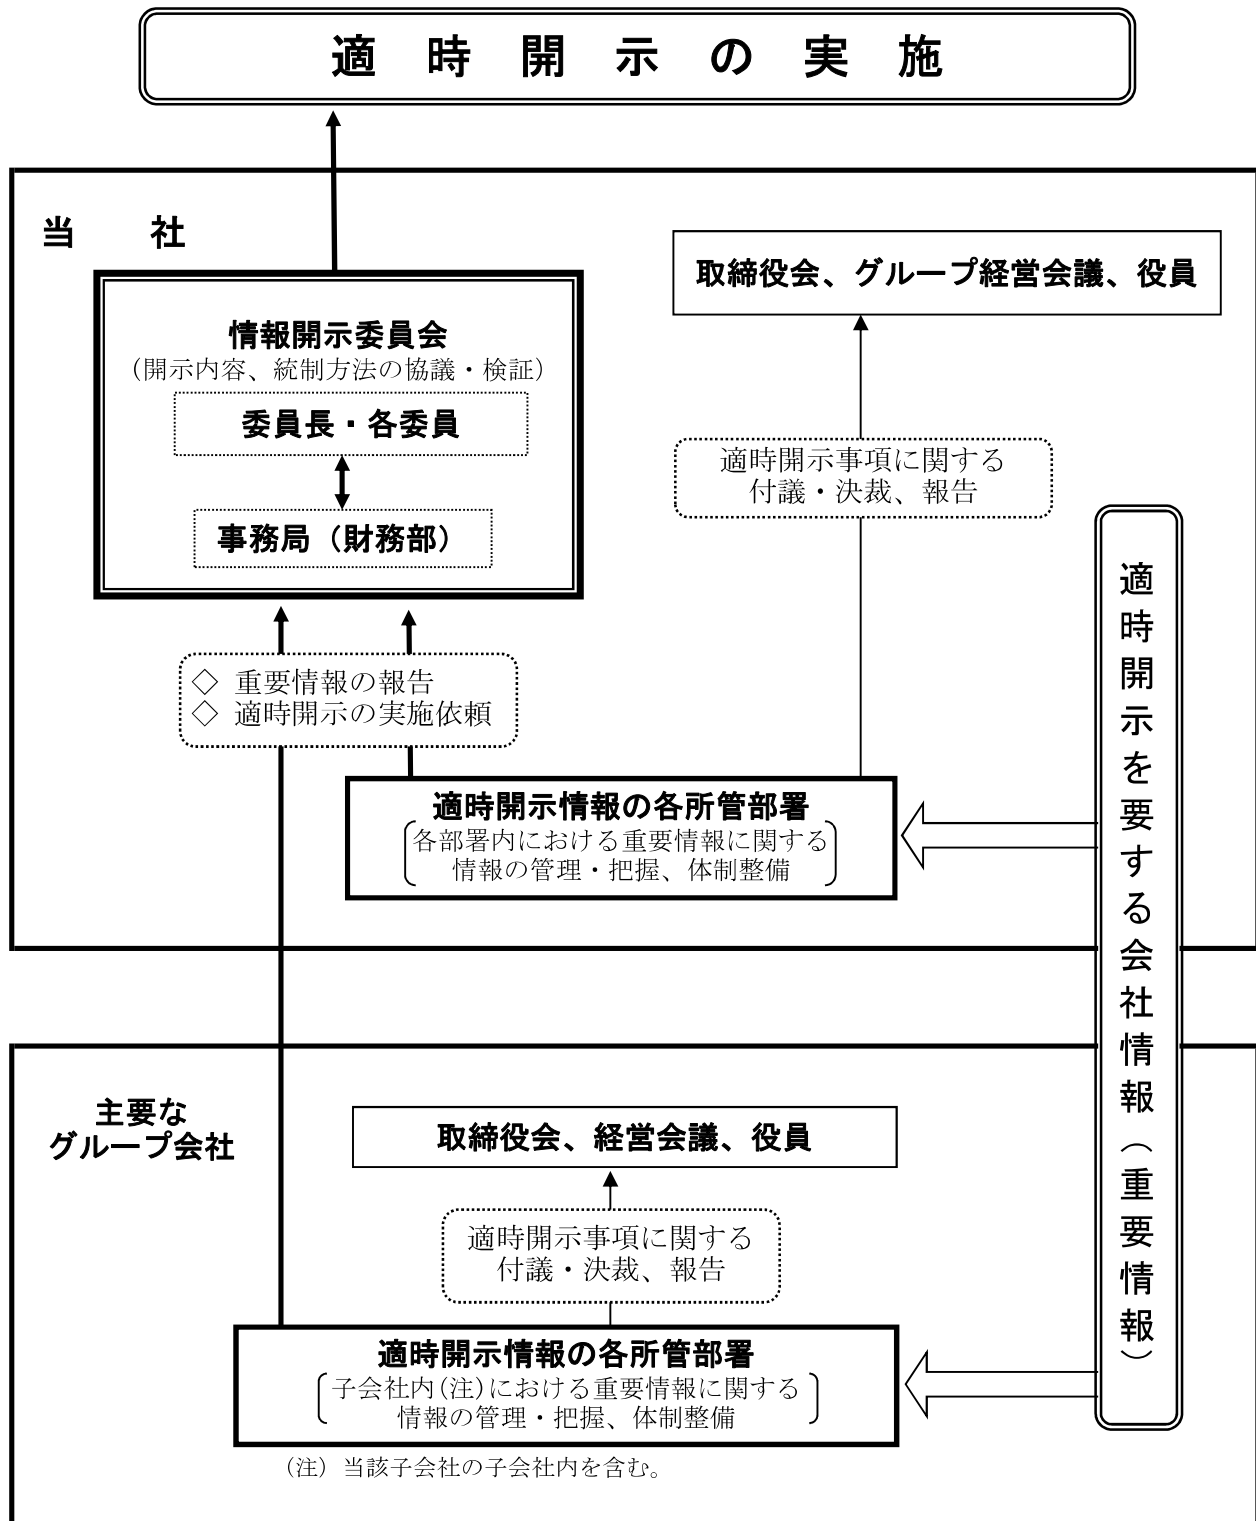 適時開示の実施
当社
取締役会、グループ経営会議、役員
情報開示委員会
（開示内容、統制方法の協議・検証）
委員長・各委員
事務局（財務部）
適時開示事項に関する
付議・決裁、報告
◇ 重要情報の報告
◇ 適時開示の実施依頼
適時開示情報の各所管部署
各部署内における重要情報に関する
情報の管理・把握、体制整備
適時開示を要する会社情報（重要情報）
主要な
グループ会社
取締役会、経営会議、役員
適時開示事項に関する
付議・決裁、報告
適時開示情報の各所管部署
子会社内（注）における重要情報に関する
情報の管理・把握、体制整備
（注）当該子会社の子会社内を含む。